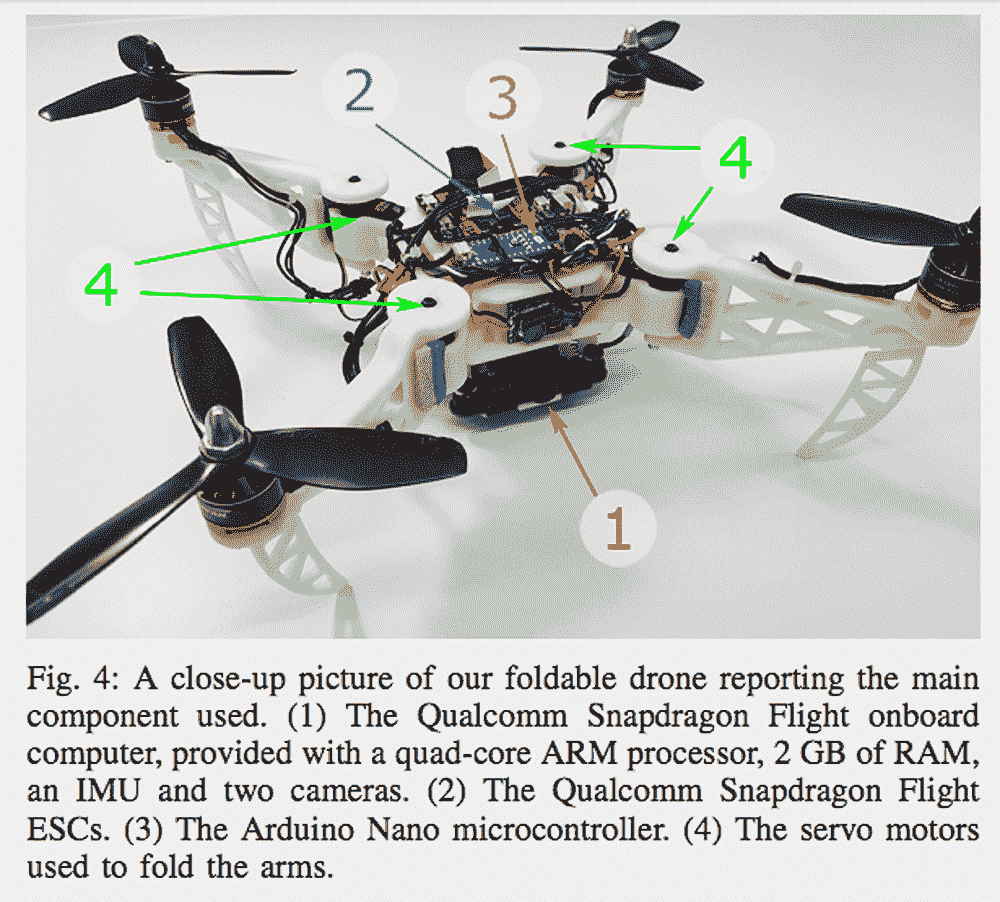 2
3
4
4
1
Fig. 4: A close-up picture of our foldable drone reporting the main
component used. (1) The Qualcomm Snapdragon Flight onboard
computer, provided with a quad-core ARM processor, 2 GB of RAM,
an IMU and two cameras. (2) The Qualcomm Snapdragon Flight
ESCs. (3) The Arduino Nano microcontroller. (4) The servo motors
used to fold the arms.